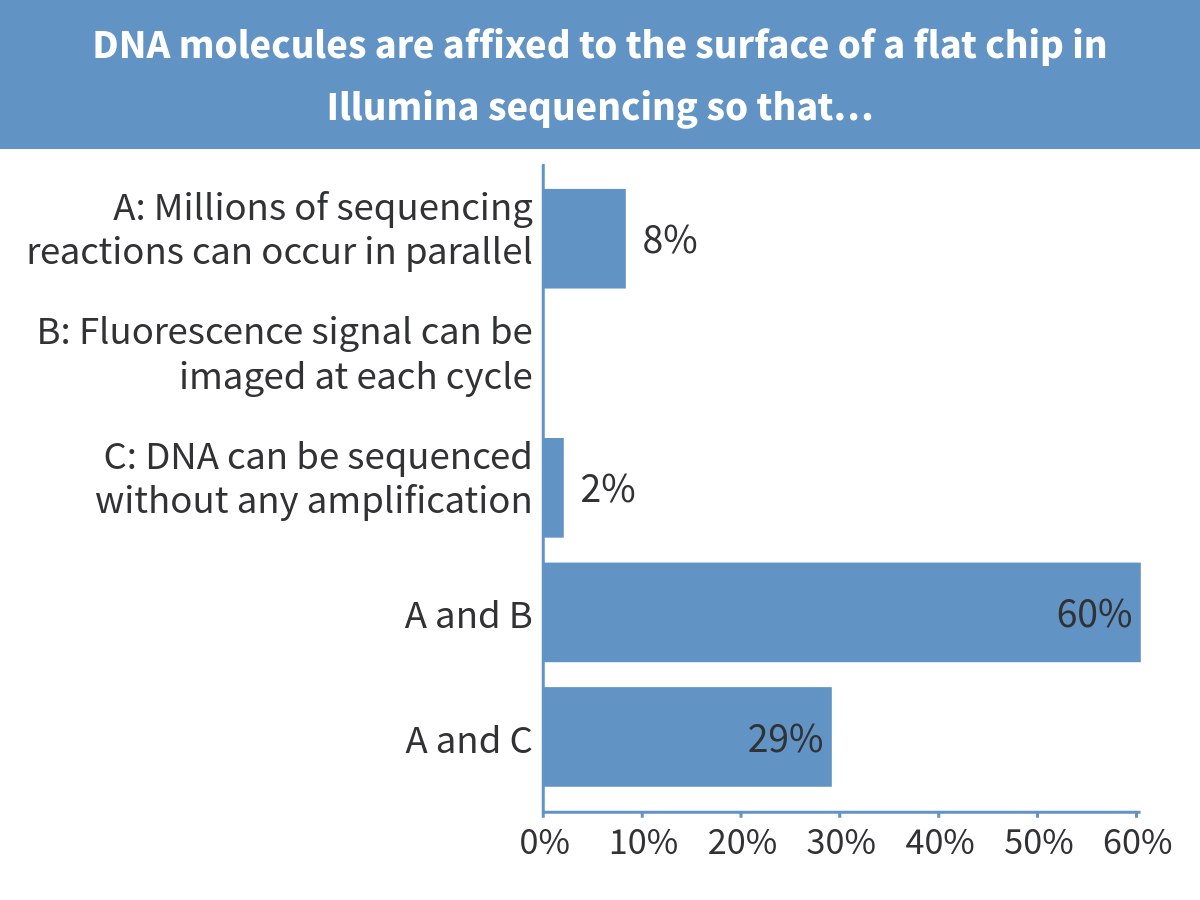 DNA molecules are affixed to the surface of a flat chip in
Illumina sequencing so that…
A: Millions of sequencing
reactions can occur in parallel
8%
B: Fluorescence signal can be
imaged at each cycle
C: DNA can be sequenced
without any amplification
2%
A and B
60%
A and C
29%
0% 10% 20% 30% 40% 50% 60%